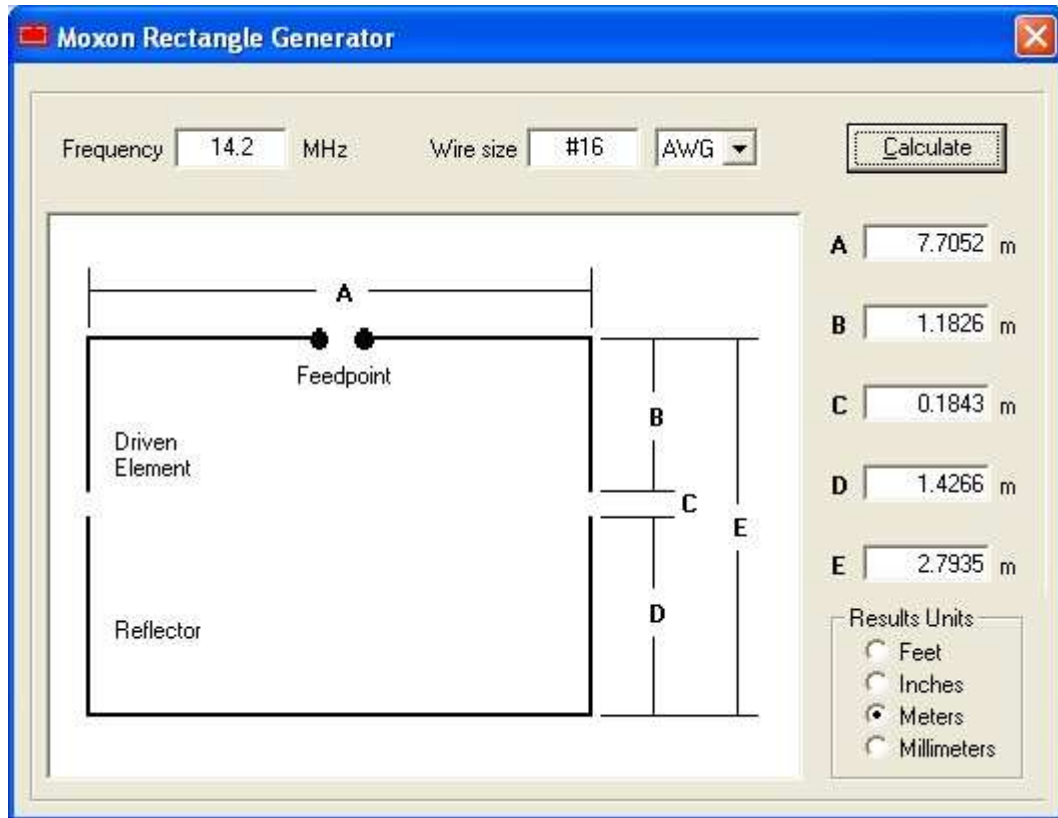 Moxon Rectangle Generator
Frequency 14.2 MHz Wire size #16 AWG Calculate
A
Feedpoint
Driven
Element
Reflector
B
C
D
E
A 7.7052 m
B 1.1826 m
C 0.1843 m
D 1.4266 m
E 2.7935 m
Results Units
Feet
Inches
Meters
Millimeters